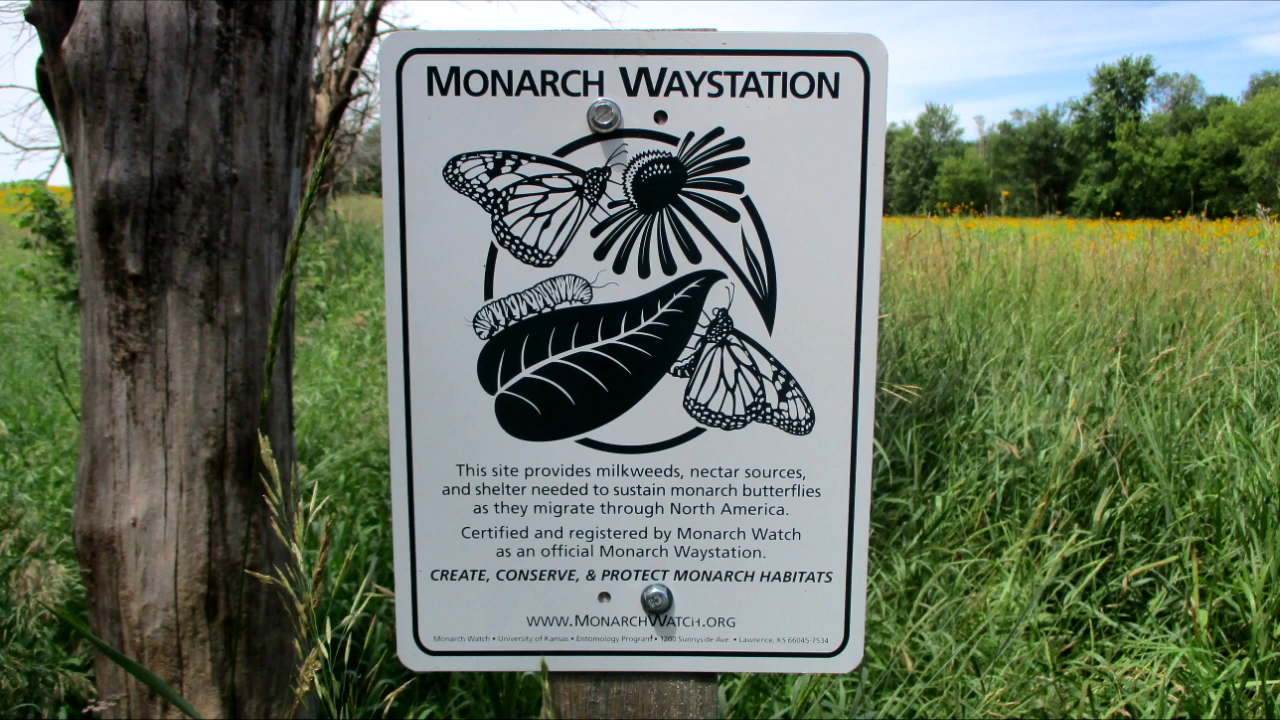 MONARCH WAYSTATION
This site provides milkweeds, nectar sources,
and shelter needed to sustain monarch butterflies
as they migrate through North America.
Certified and registered by Monarch Watch
as an official Monarch Waystation.
CREATE, CONSERVE, & PROTECT MONARCH HABITATS
WWW.MONARCHWATCH.ORG
Monarch Watch • University of Kansas • Entomology Program • 1200 Sunnyside Ave. • Lawrence, KS 66045-7534